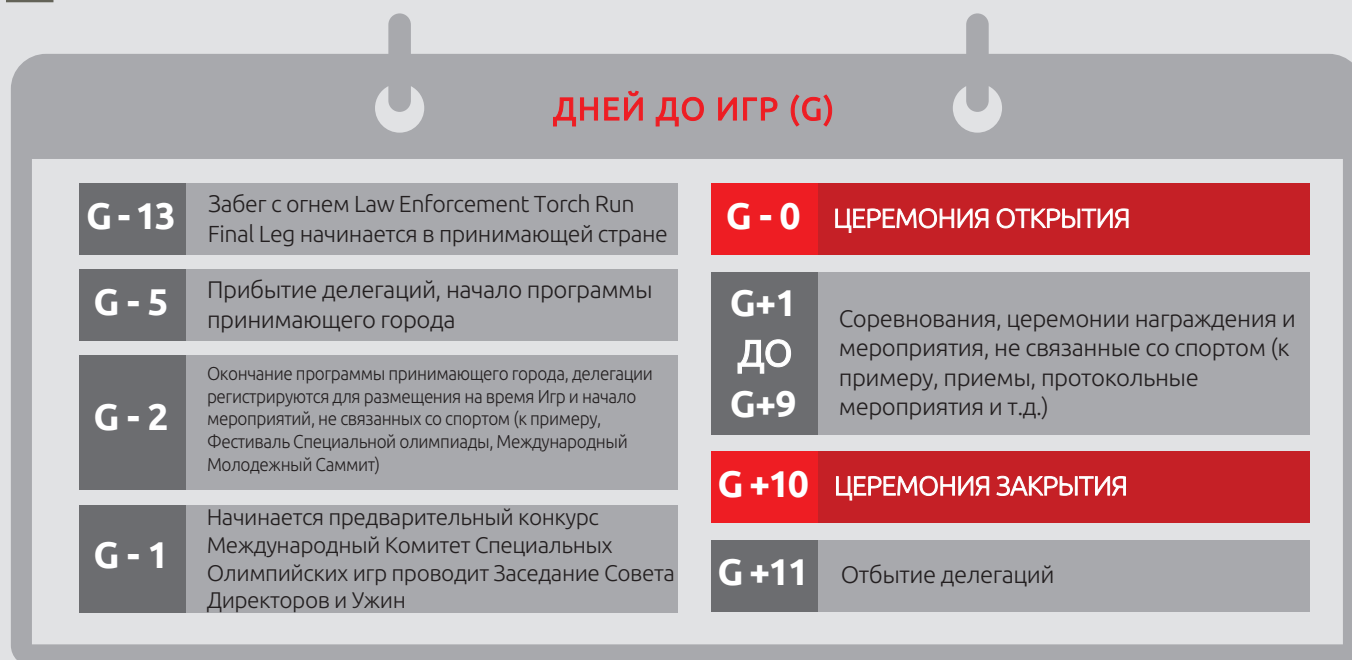 ДНЕЙ ДО ИГР (G)
G - 13
Забег с огнем Law Enforcement Torch Run
Final Leg начинается в принимающей стране
G - 5
Прибытие делегаций, начало программы
принимающего города
G - 2
Окончание программы принимающего города, делегации
регистрируются для размещения на время Игр и начало
мероприятий, не связанных со спортом (к примеру,
Фестиваль Специальной олимпиады, Международный
Молодежный Саммит)
G - 1
Начинается предварительный конкурс
Международный Комитет Специальных
Олимпийских игр проводит Заседание Совета
Директоров и Ужин
G - 0
ЦЕРЕМОНИЯ ОТКРЫТИЯ
G+1
ДО
G+9
Соревнования, церемонии награждения и
мероприятия, не связанные со спортом (к
примеру, приемы, протокольные
мероприятия и т.д.)
G +10
ЦЕРЕМОНИЯ ЗАКРЫТИЯ
G +11
Отбытие делегаций